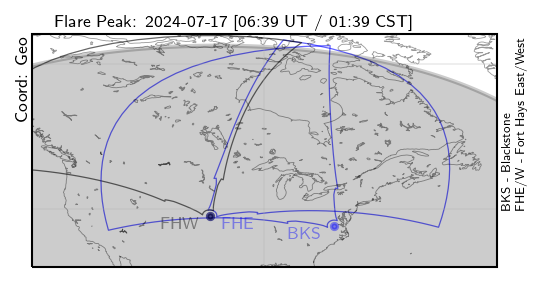 Flare Peak: 2024-07-17 [06:39 UT / 01:39 CST]
Coord: Geo
FHW
FHE
BKS
BKS - Blackstone
FHE/W - Fort Hays East/West